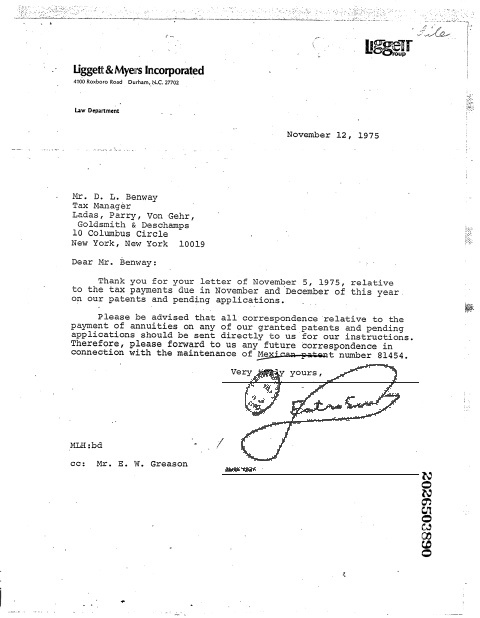 File
Liggett
GROUP
Liggett & Myers Incorporated
4100 Roxboro Road Durham, N.C. 27702
Law Department
November 12, 1975
Mr. D. L. Benway
Tax Manager
Ladas, Parry, Von Gehr,
Goldsmith & Deschamps
10 Columbus Circle
New York, New York 10019
Dear Mr. Benway:
Thank you for your letter of November 5, 1975, relative
to the tax payments due in November and December of this year
on our patents and pending applications.
Please be advised that all correspondence relative to the
payment of annuities on any of our granted patents and pending
applications should be sent directly to us for our instructions.
Therefore, please forward to us any future correspondence in
connection with the maintenance of Mexican patent number 81454.
Very yours,
MLH:bd
cc: Mr. E. W. Greason
2026503890